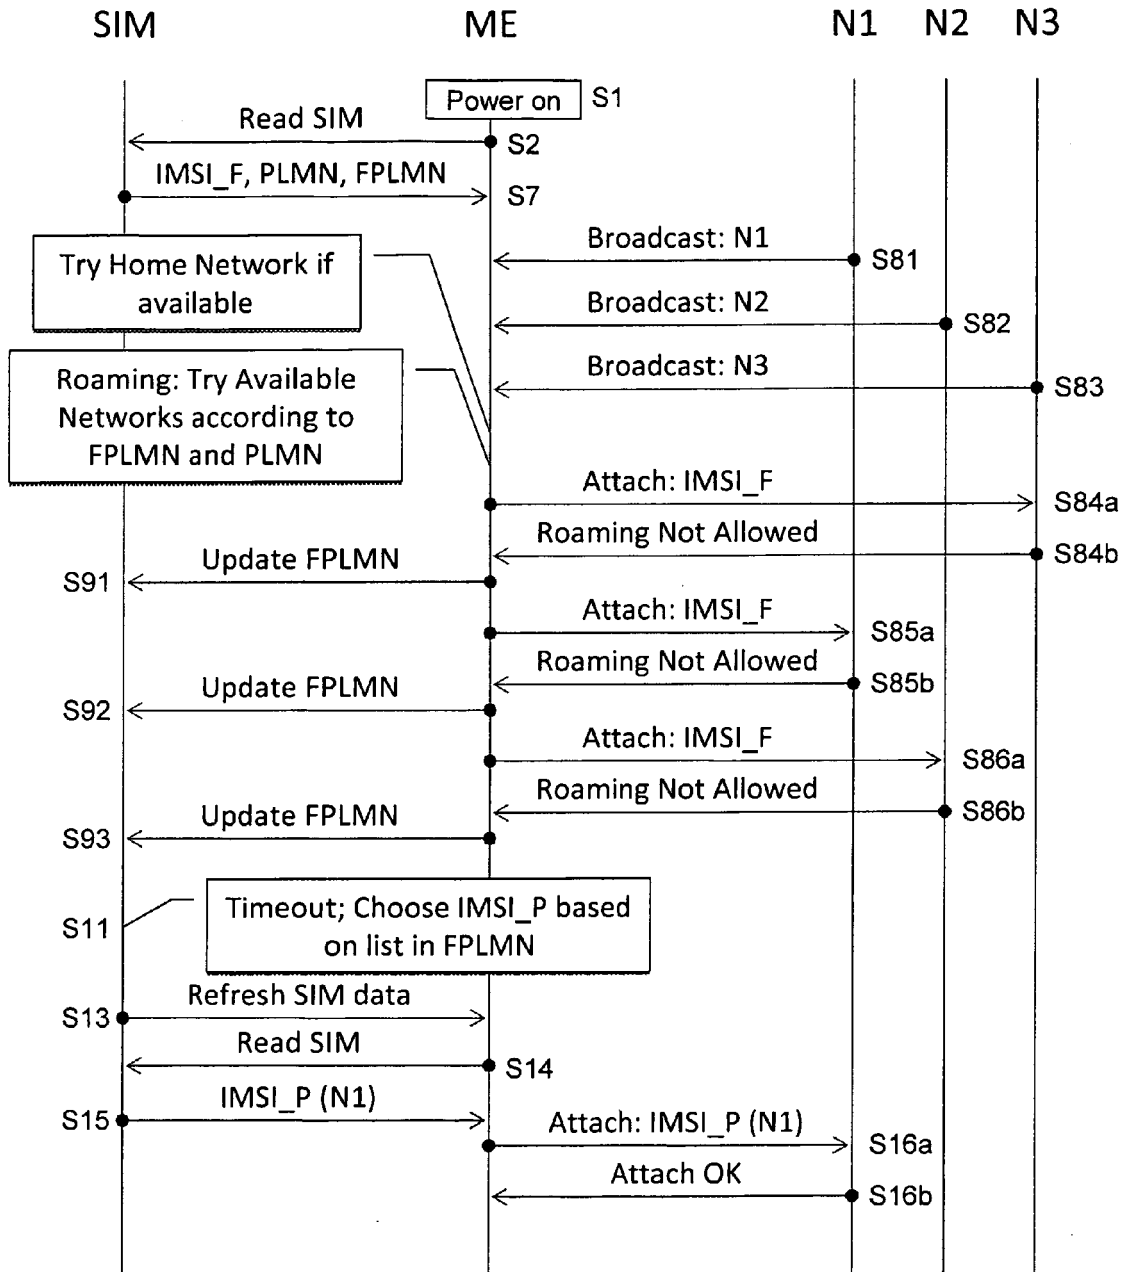 SIM ME N1 N2 N3
Power on S1
Read SIM
S2
IMSI_F, PLMN, FPLMN
S7
Broadcast: N1
S81
Try Home Network if
available
Broadcast: N2
S82
Broadcast: N3
S83
Roaming: Try Available
Networks according to
FPLMN and PLMN
Attach: IMSI_F
S84a
Roaming Not Allowed
S84b
Update FPLMN
S91
Attach: IMSI_F
S85a
Roaming Not Allowed
S85b
Update FPLMN
S92
Attach: IMSI_F
S86a
Roaming Not Allowed
S86b
Update FPLMN
S93
Timeout; Choose IMSI_P based
on list in FPLMN
S11
Refresh SIM data
S13
Read SIM
S14
IMSI_P (N1)
S15
Attach: IMSI_P (N1)
S16a
Attach OK
S16b